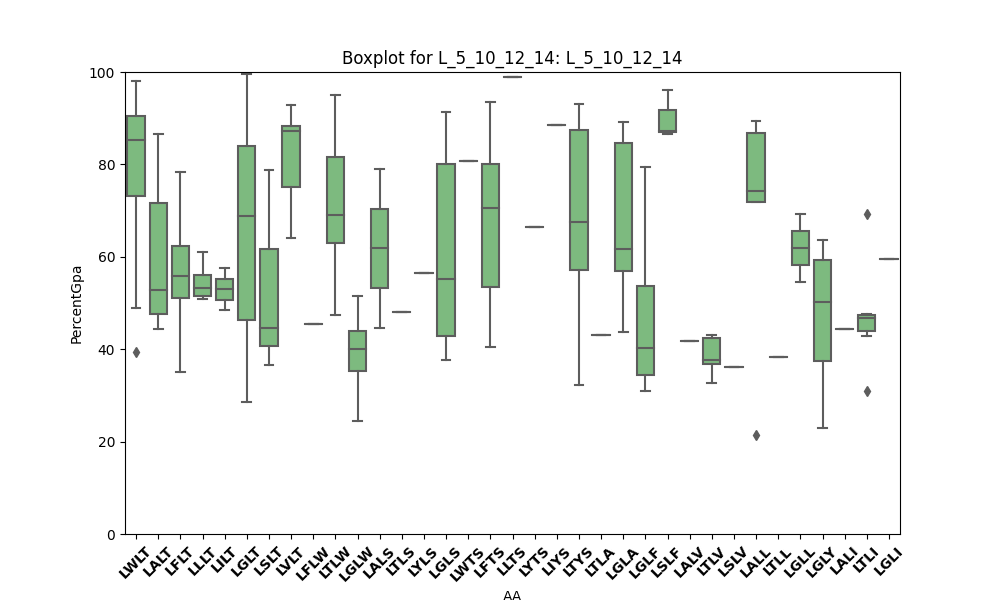 Boxplot for L_5_10_12_14: L_5_10_12_14
100
80
60
40
20
0
PercentGpa
LWLT LALT LFLT LLLT LILT LGLT LSLT LVLT LFLW LTLW LGLW LALS LTLS LYLS LGLS LWTS LFTS LLTS LYTS LIYS LTYS LTLA LGLA LGLF LSLF LALV LTLV LSLV LALL LTLL LGLL LGLY LALI LTLI LGLI
AA